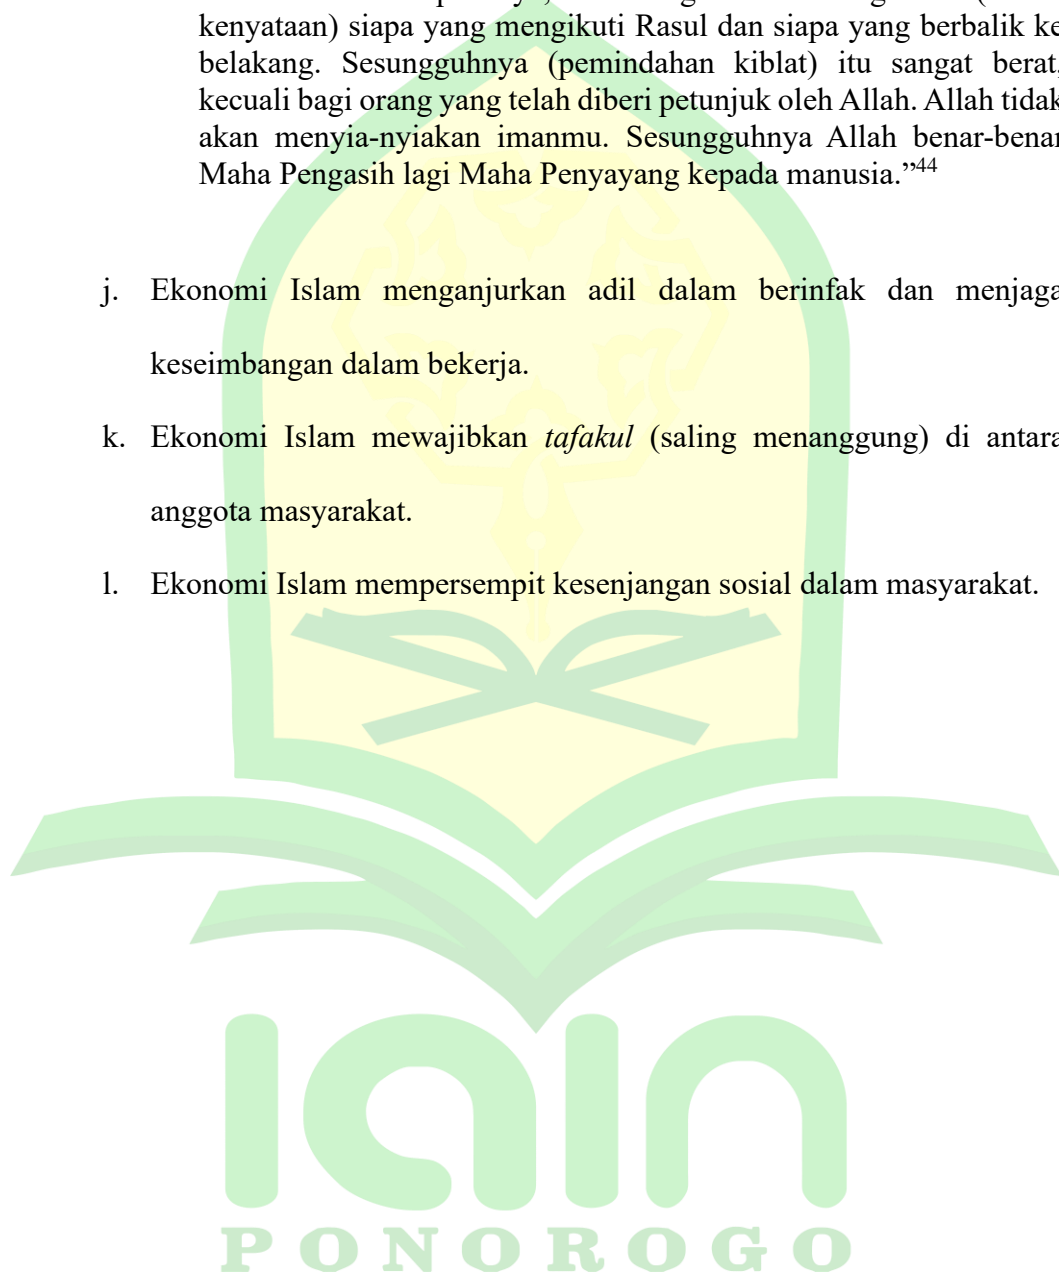 kenyataan) siapa yang mengikuti Rasul dan siapa yang berbalik ke
belakang. Sesungguhnya (pemindahan kiblat) itu sangat berat,
kecuali bagi orang yang telah diberi petunjuk oleh Allah. Allah tidak
akan menyia-nyiakan imanmu. Sesungguhnya Allah benar-benar
Maha Pengasih lagi Maha Penyayang kepada manusia.”44
j. Ekonomi Islam menganjurkan adil dalam berinfak dan menjaga
keseimbangan dalam bekerja.
k. Ekonomi Islam mewajibkan tafakul (saling menanggung) di antara
anggota masyarakat.
l. Ekonomi Islam mempersempit kesenjangan sosial dalam masyarakat.
IAIN
PONOROGO